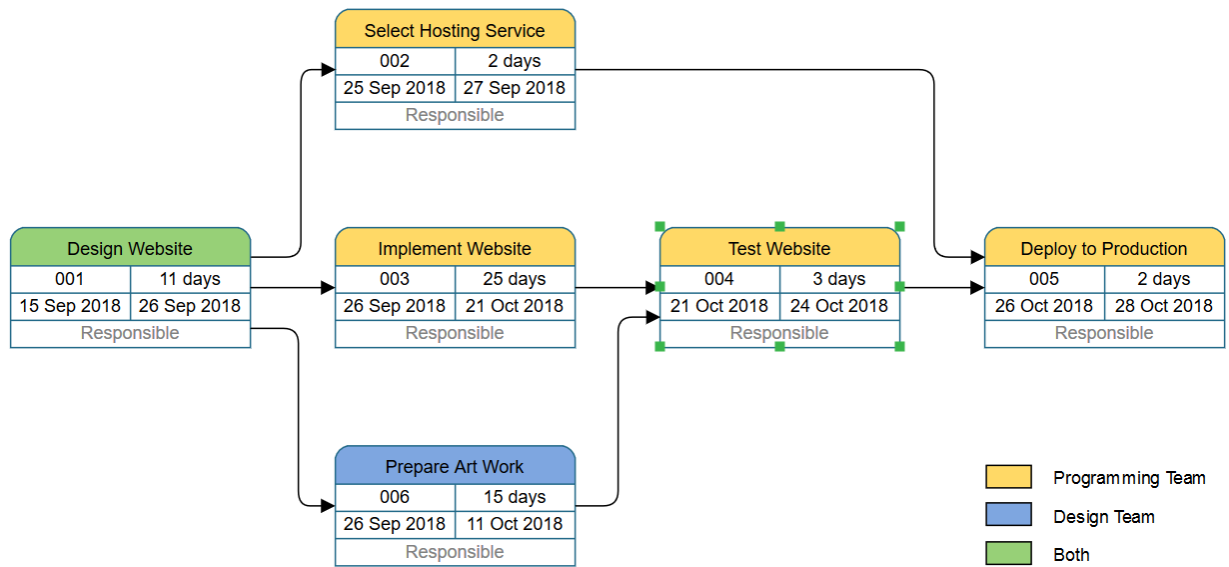 Select Hosting Service
002 2 days
25 Sep 2018 27 Sep 2018
Responsible
Design Website
001 11 days
15 Sep 2018 26 Sep 2018
Responsible
Implement Website
003 25 days
26 Sep 2018 21 Oct 2018
Responsible
Test Website
004 3 days
21 Oct 2018 24 Oct 2018
Responsible
Deploy to Production
005 2 days
26 Oct 2018 28 Oct 2018
Responsible
Prepare Art Work
006 15 days
26 Sep 2018 11 Oct 2018
Responsible
Programming Team
Design Team
Both